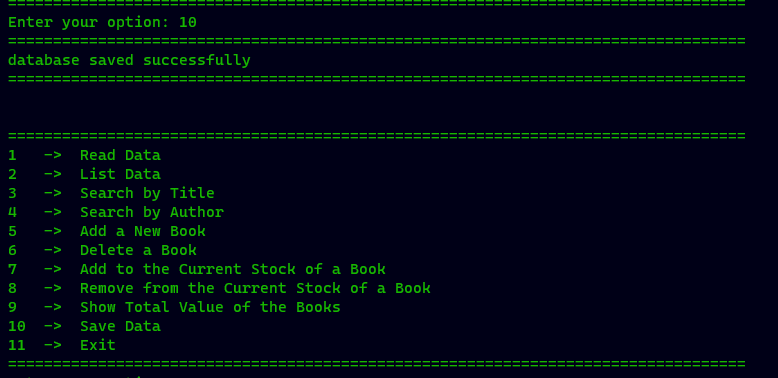 ==================================================================================
Enter your option: 10
==================================================================================
database saved successfully
==================================================================================
==================================================================================
1   -> Read Data
2   -> List Data
3   -> Search by Title
4   -> Search by Author
5   -> Add a New Book
6   -> Delete a Book
7   -> Add to the Current Stock of a Book
8   -> Remove from the Current Stock of a Book
9   -> Show Total Value of the Books
10  -> Save Data
11  -> Exit
==================================================================================